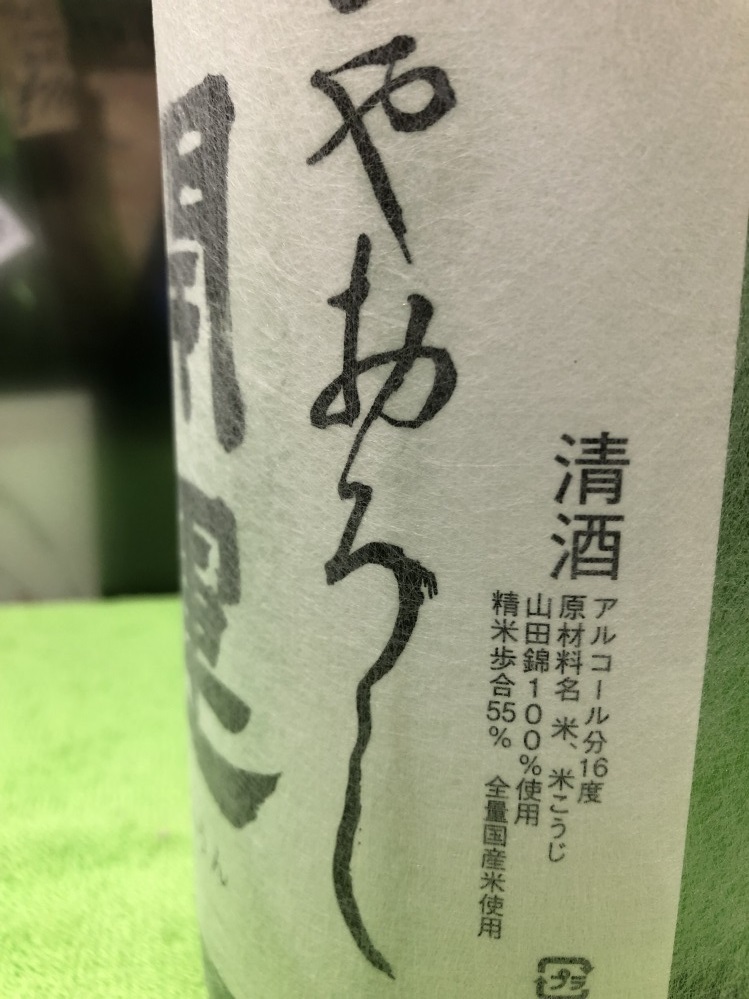 清酒
アルコール分16度
原材料名 米、米こうじ
山田錦100%使用
精米歩合55% 全量国産米使用
プラ
やおろし